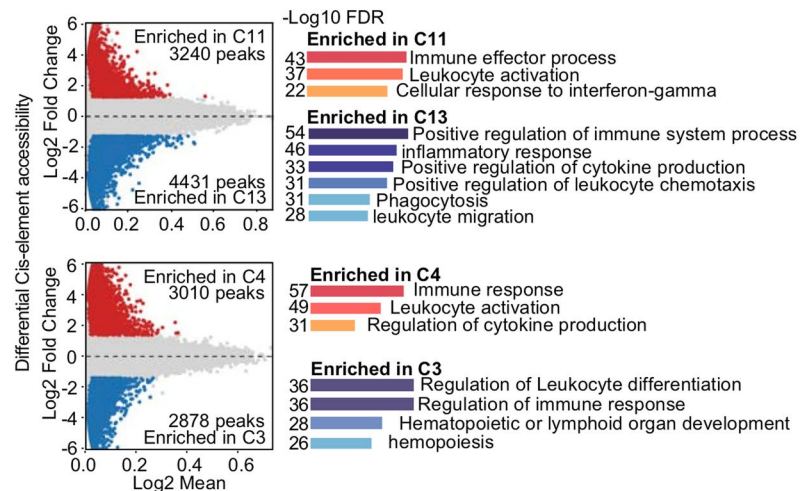 Differential Cis-element accessibility
Log2 Fold Change
6
4
2
0
-2
-4
-6
Enriched in C11
3240 peaks
4431 peaks
Enriched in C13
0.0 0.2 0.4 0.6 0.8
-Log10 FDR
Enriched in C11
43 Immune effector process
37 Leukocyte activation
22 Cellular response to interferon-gamma
Enriched in C13
54 Positive regulation of immune system process
46 inflammatory response
33 Positive regulation of cytokine production
31 Positive regulation of leukocyte chemotaxis
31 Phagocytosis
28 leukocyte migration
Log2 Fold Change
6
4
2
0
-2
-4
-6
Enriched in C4
3010 peaks
2878 peaks
Enriched in C3
0.0 0.2 0.4 0.6
Log2 Mean
Enriched in C4
57 Immune response
49 Leukocyte activation
31 Regulation of cytokine production
Enriched in C3
36 Regulation of Leukocyte differentiation
36 Regulation of immune response
28 Hematopoietic or lymphoid organ development
26 hemopoiesis